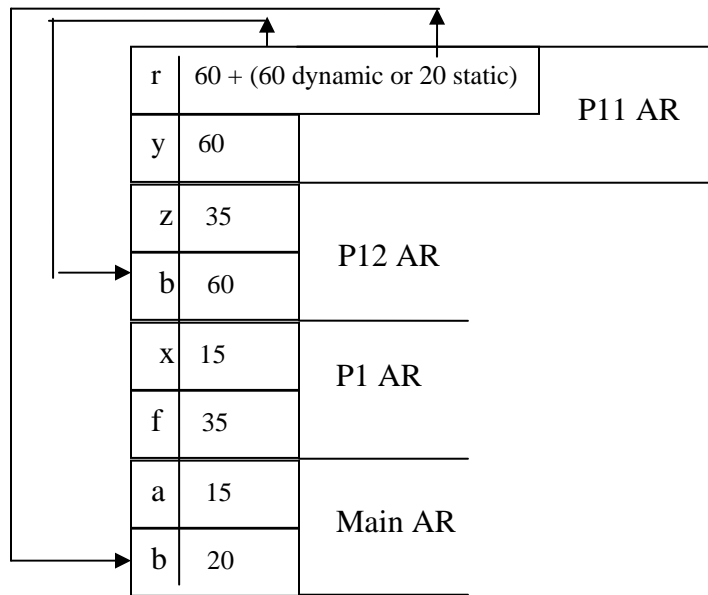 r 60 + (60 dynamic or 20 static)
P11 AR
y 60
z 35
P12 AR
b 60
x 15
P1 AR
f 35
a 15
Main AR
b 20